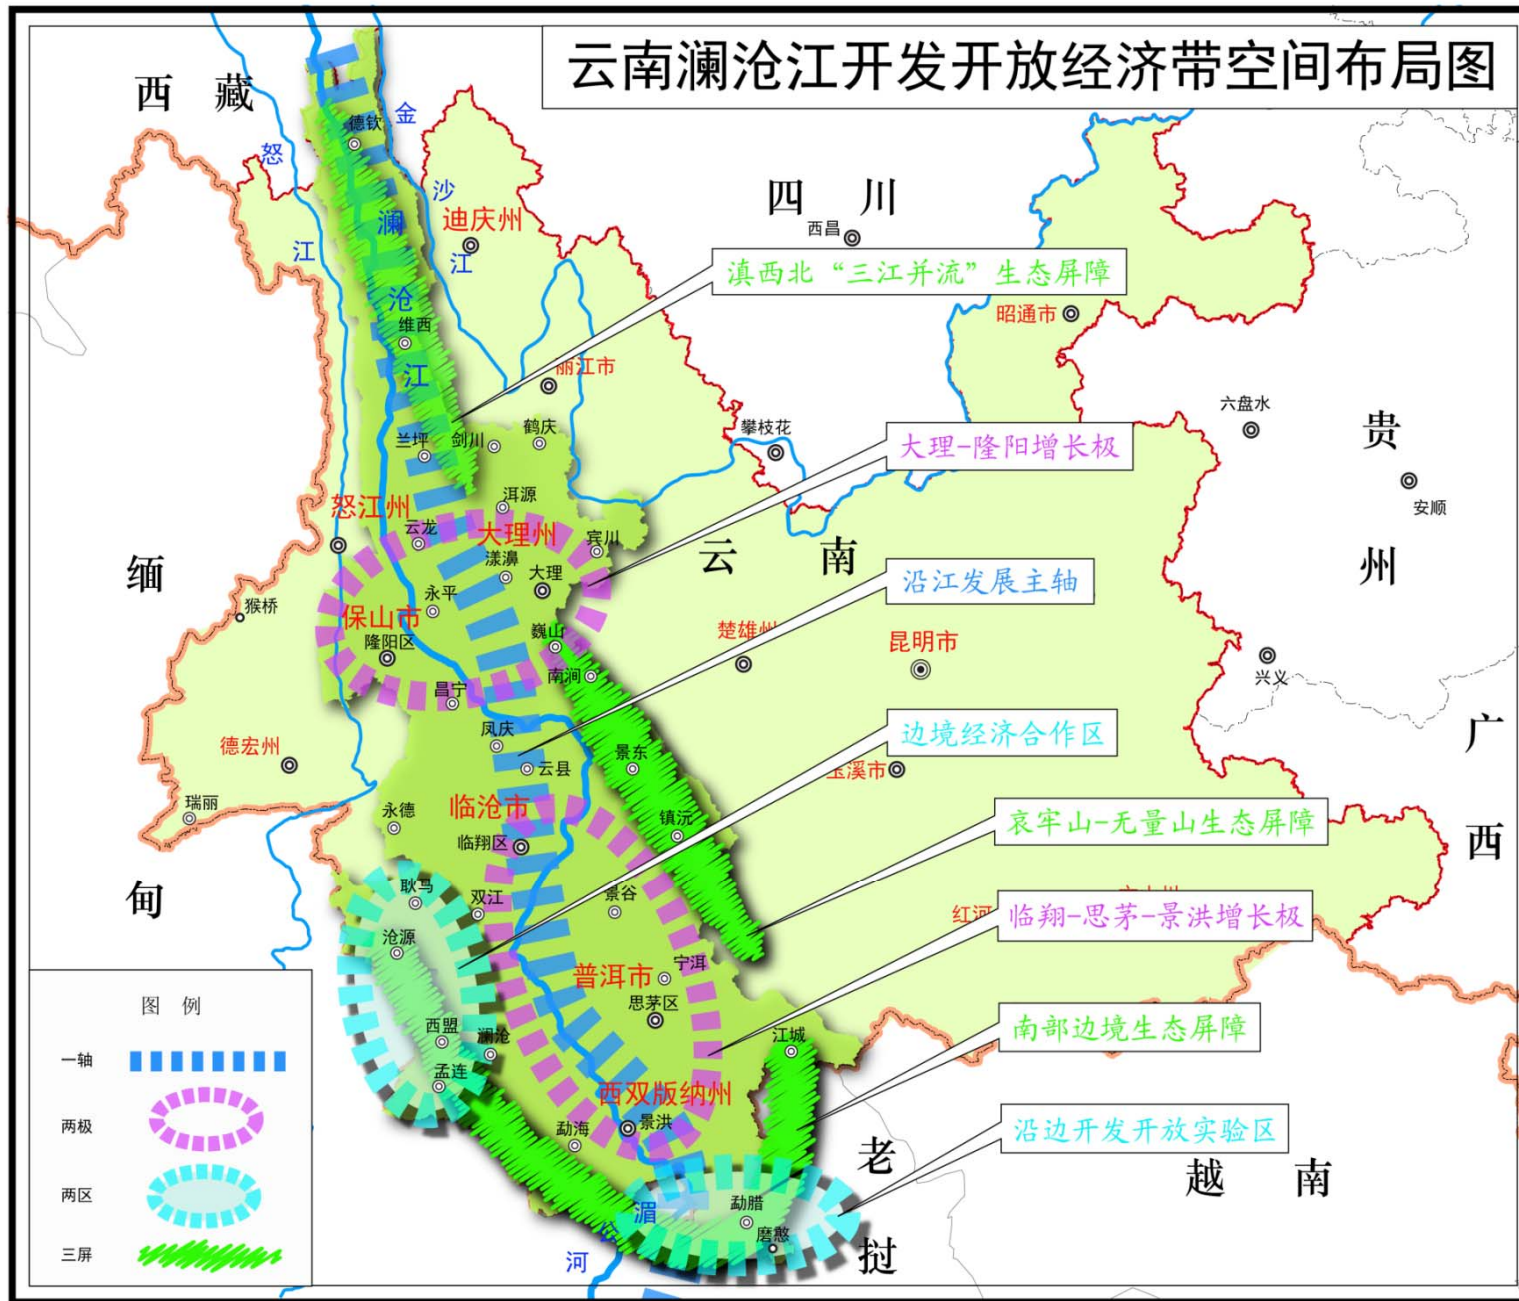 云南澜沧江开发开放经济带空间布局图
西藏
金
德钦
怒
沙
四川
澜
迪庆州
西昌
江
江
滇西北“三江并流”生态屏障
沧
昭通市
维西
江
丽江市
六盘水
鹤庆
攀枝花
贵
兰坪
剑川
大理-隆阳增长极
安顺
洱源
怒江州
云龙
大理州
宾川
云南
州
缅
漾濞
大理
沿江发展主轴
永平
猴桥
保山市
巍山
楚雄州
昆明市
隆阳区
南涧
兴义
昌宁
凤庆
边境经济合作区
广
德宏州
景东
云县
玉溪市
瑞丽
临沧市
永德
镇沅
哀牢山-无量山生态屏障
临翔区
西
耿马
景谷
甸
双江
红河
临翔-思茅-景洪增长极
沧源
宁洱
普洱市
图例
思茅区
西盟
澜沧
江城
南部边境生态屏障
一轴
孟连
西双版纳州
景洪
两极
勐海
沿边开发开放实验区
老
越南
两区
湄
勐腊
公
磨憨
三屏
河
挝